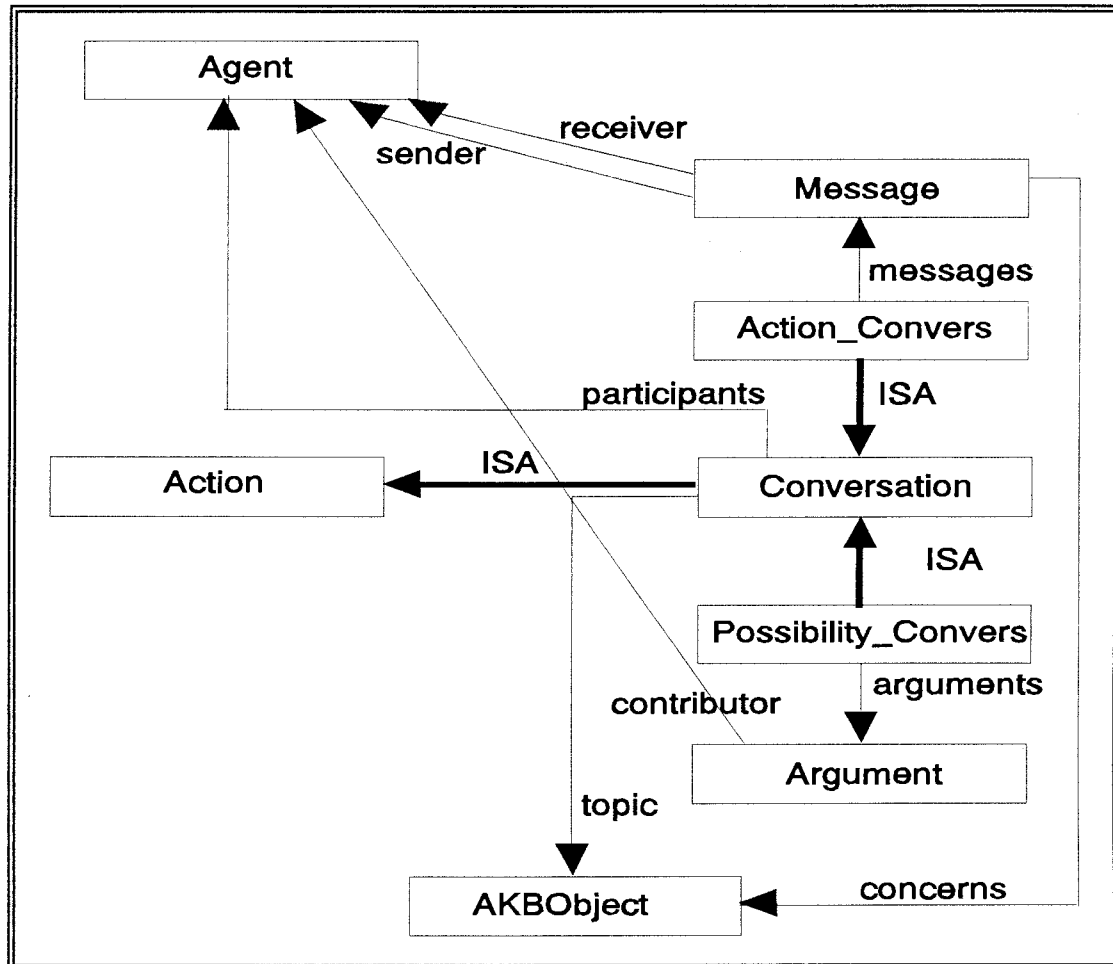 Agent
receiver
sender
Message
messages
Action_Convers
participants
ISA
ISA
Action
Conversation
ISA
Possibility_Convers
arguments
contributor
Argument
topic
AKBObject
concerns